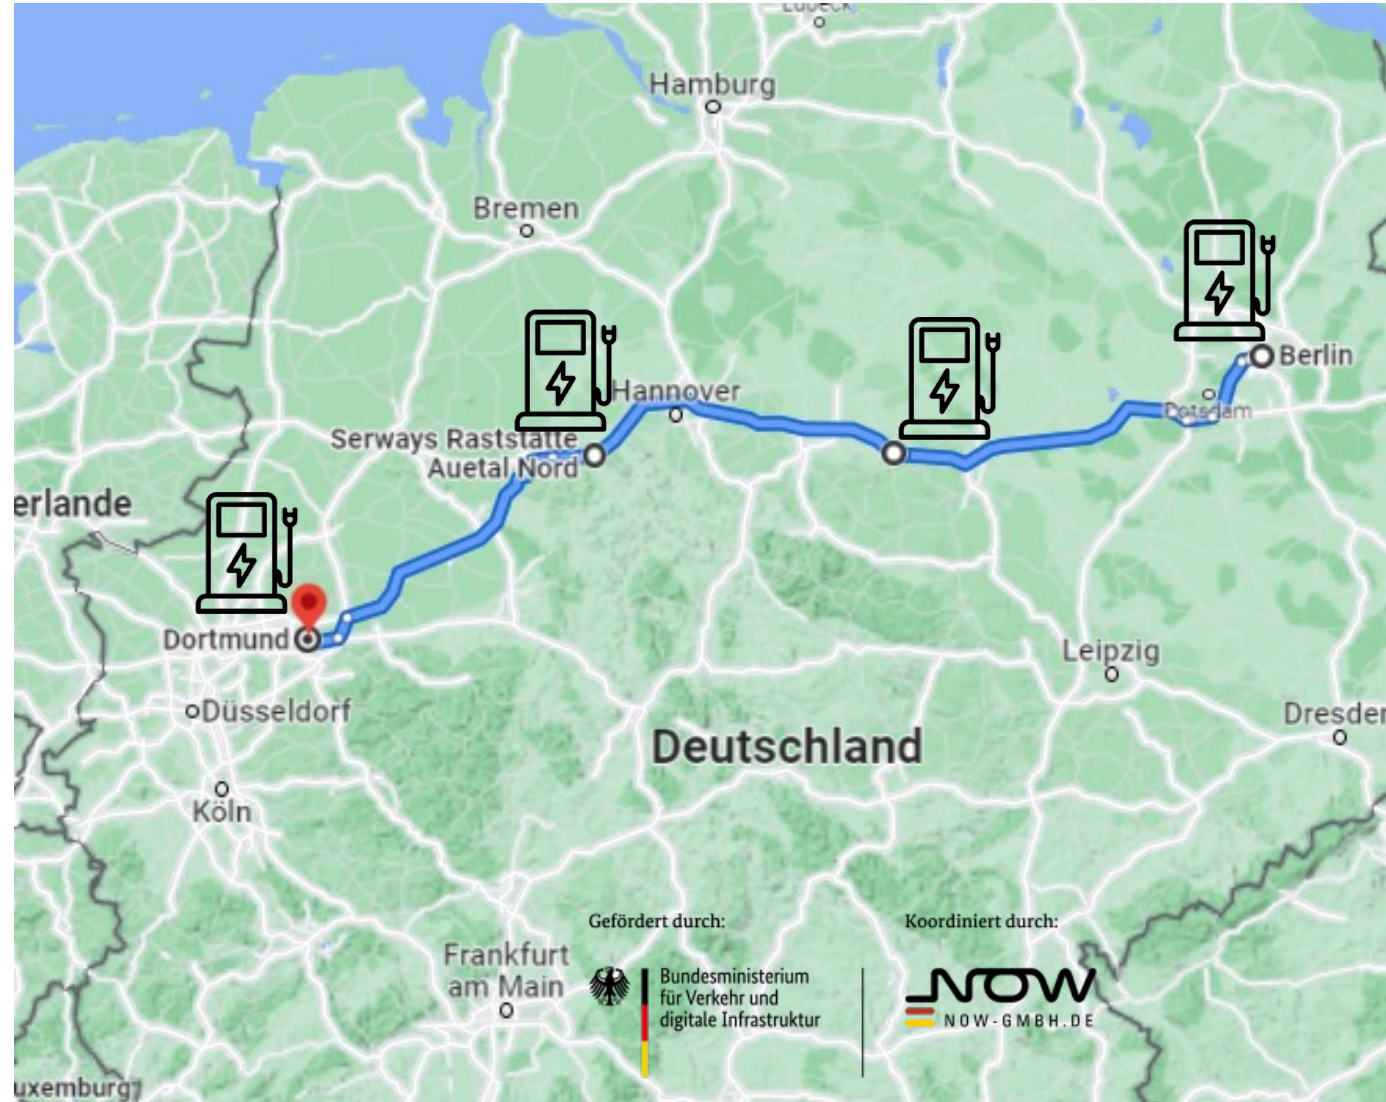 Lübeck
Hamburg
Bremen
Berlin
Hannover
Potsdam
Serways Raststätte
Auetal Nord
erlande
Dortmund
Leipzig
Düsseldorf
Dresden
Deutschland
Köln
Gefördert durch:
Koordiniert durch:
Frankfurt
am Main
Bundesministerium
für Verkehr und
digitale Infrastruktur
NOW
NOW-GMBH.DE
uxemburg